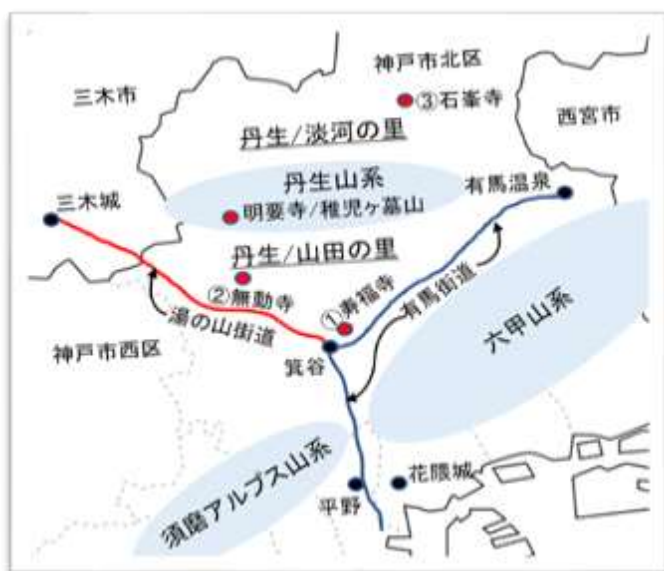 神戸市北区
三木市
③石峯寺
西宮市
丹生/淡河の里
丹生山系
有馬温泉
三木城
明要寺/稚児ヶ墓山
丹生/山田の里
②無動寺
①寿福寺
有馬街道
湯の山街道
六甲山系
神戸市西区
箕谷
須磨アルプス山系
花隈城
平野